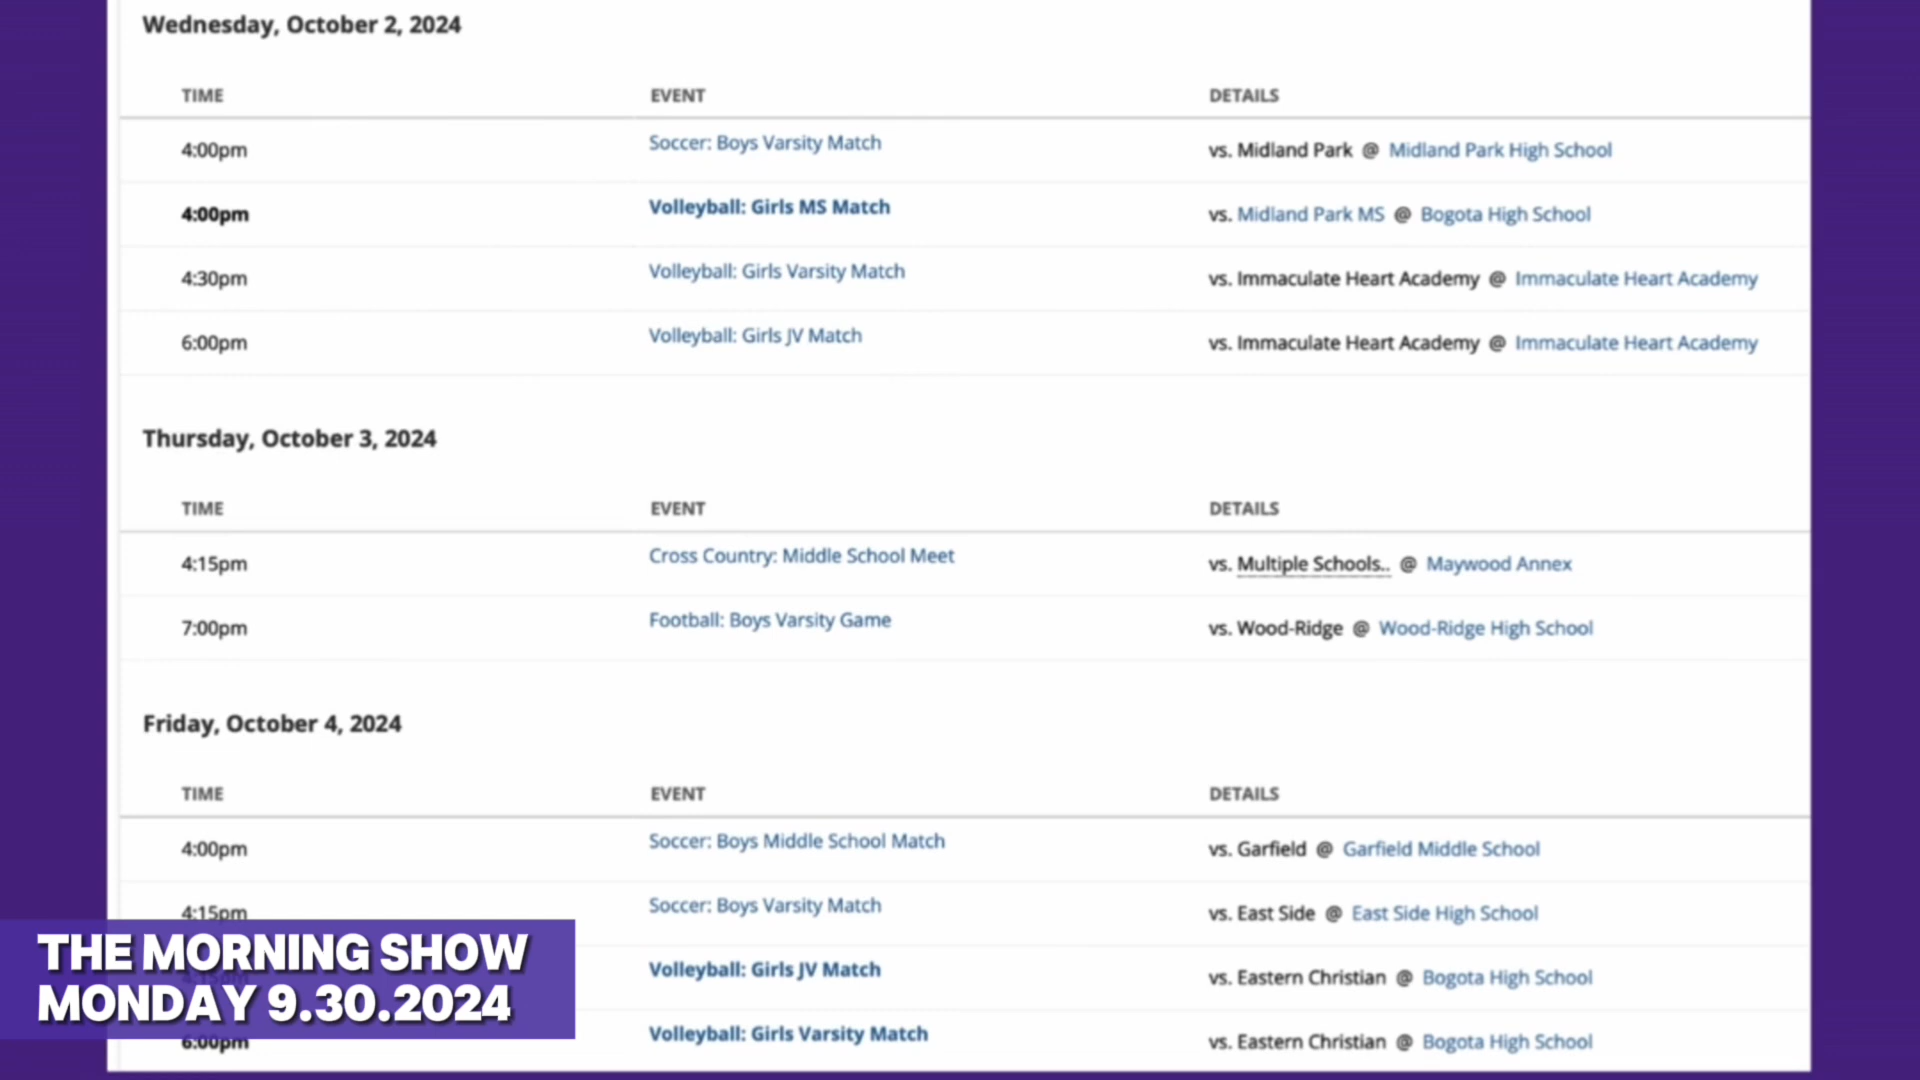 Wednesday, October 2, 2024
TIME EVENT DETAILS
4:00pm Soccer: Boys Varsity Match vs. Midland Park @ Midland Park High School
4:00pm Volleyball: Girls MS Match vs. Midland Park MS @ Bogota High School
4:30pm Volleyball: Girls Varsity Match vs. Immaculate Heart Academy @ Immaculate Heart Academy
6:00pm Volleyball: Girls JV Match vs. Immaculate Heart Academy @ Immaculate Heart Academy
Thursday, October 3, 2024
TIME EVENT DETAILS
4:15pm Cross Country: Middle School Meet vs. Multiple Schools.. @ Maywood Annex
7:00pm Football: Boys Varsity Game vs. Wood-Ridge @ Wood-Ridge High School
Friday, October 4, 2024
TIME EVENT DETAILS
4:00pm Soccer: Boys Middle School Match vs. Garfield @ Garfield Middle School
4:15pm Soccer: Boys Varsity Match vs. East Side @ East Side High School
Volleyball: Girls JV Match vs. Eastern Christian @ Bogota High School
6:00pm Volleyball: Girls Varsity Match vs. Eastern Christian @ Bogota High School
THE MORNING SHOW
MONDAY 9.30.2024